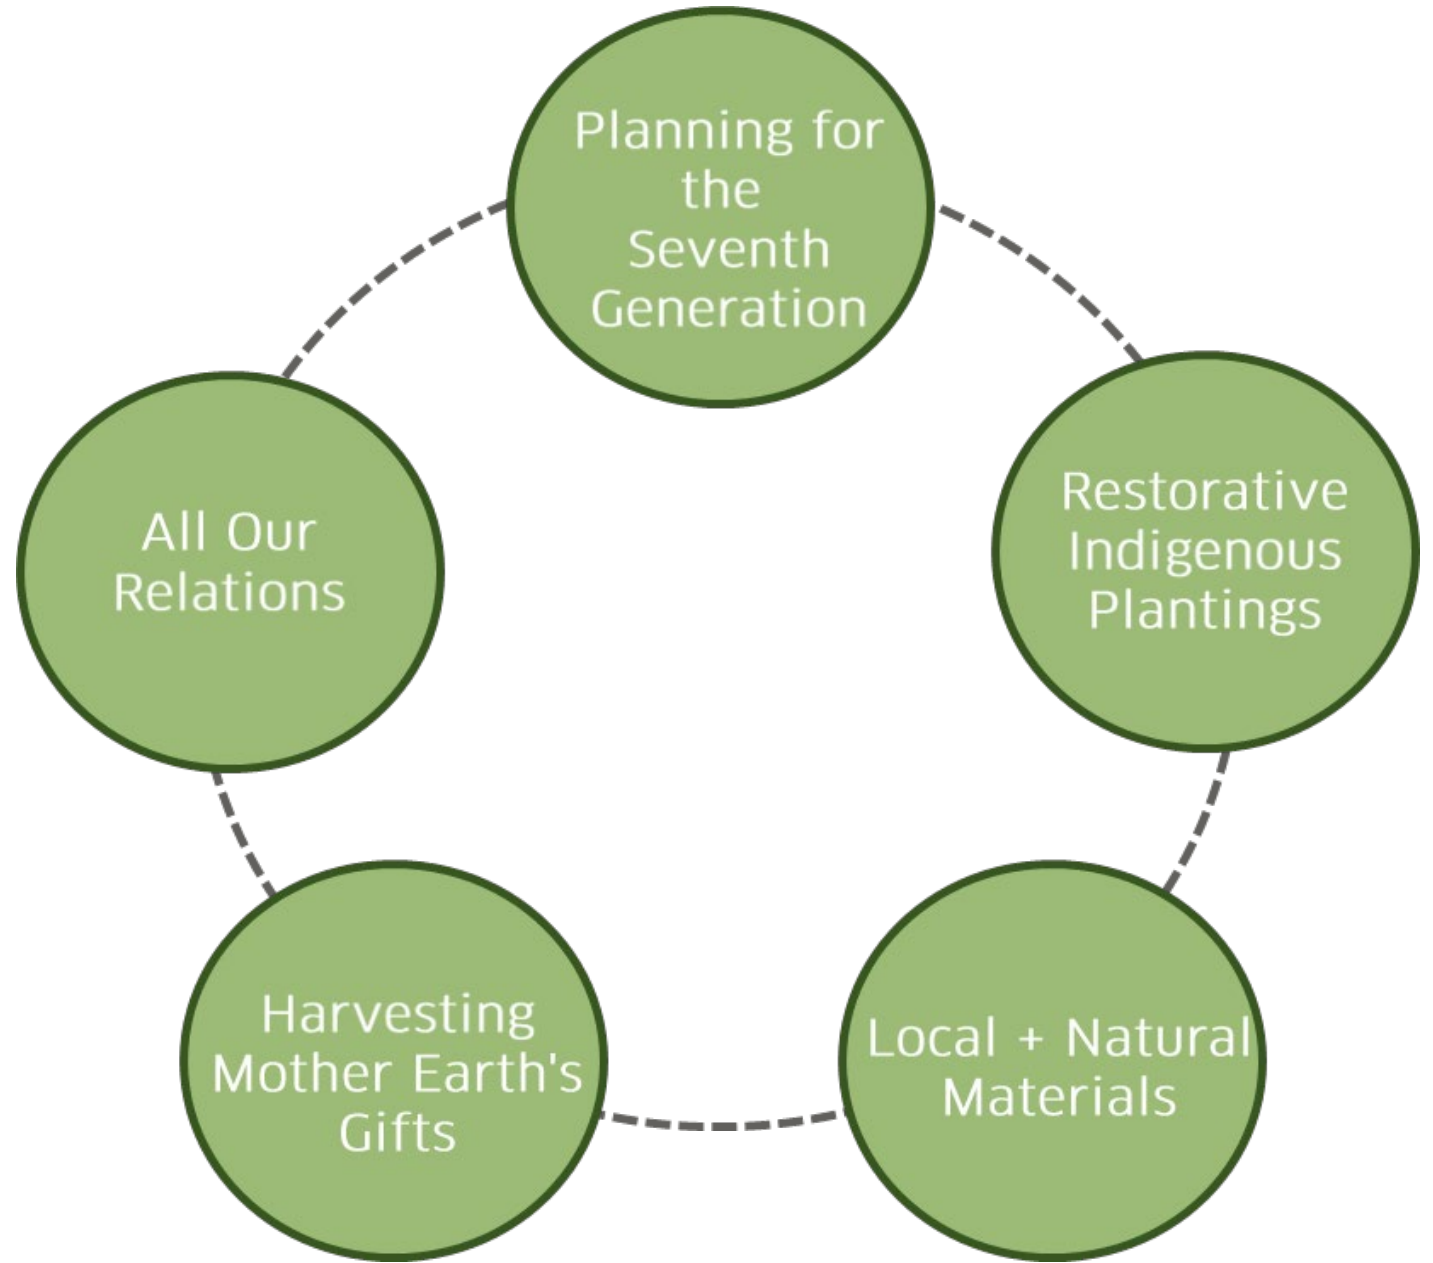 Planning for
the
Seventh
Generation
Restorative
Indigenous
Plantings
Local + Natural
Materials
Harvesting
Mother Earth's
Gifts
All Our
Relations